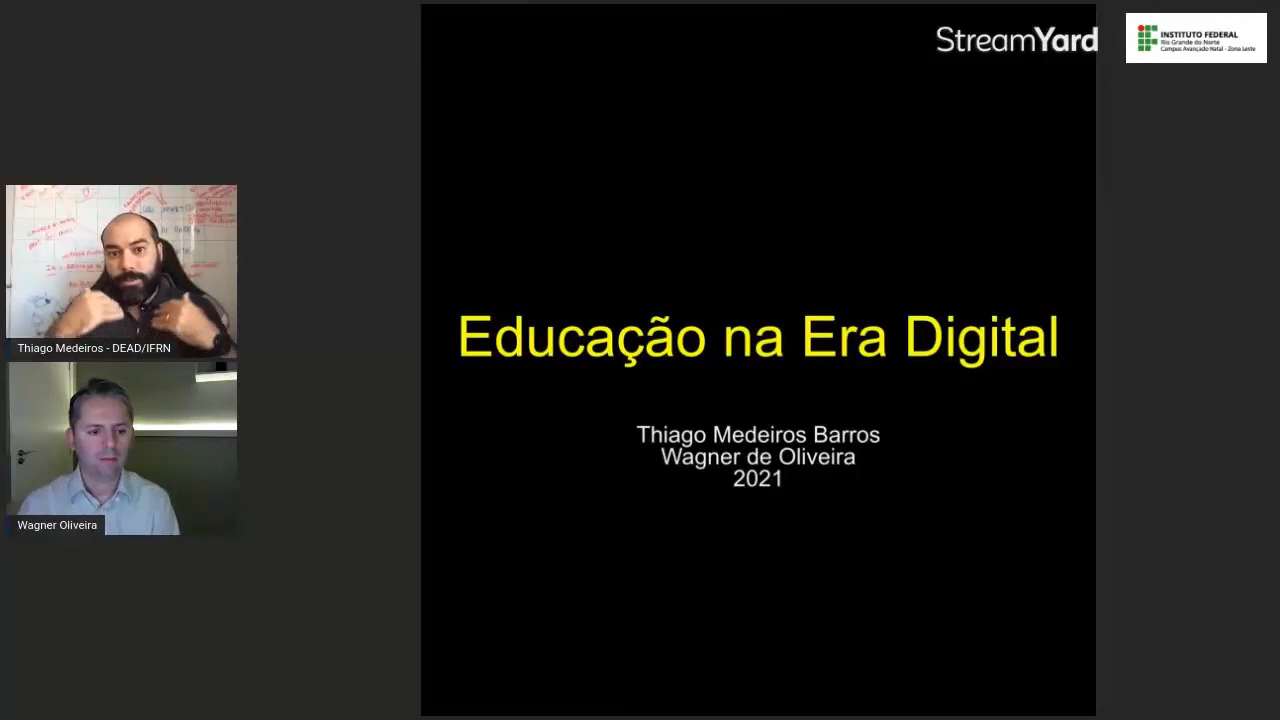 StreamYard
INSTITUTO FEDERAL
Rio Grande do Norte
Campus Avançado Natal - Zona Leste
Thiago Medeiros - DEAD/IFRN
Wagner Oliveira
Educação na Era Digital
Thiago Medeiros Barros
Wagner de Oliveira
2021